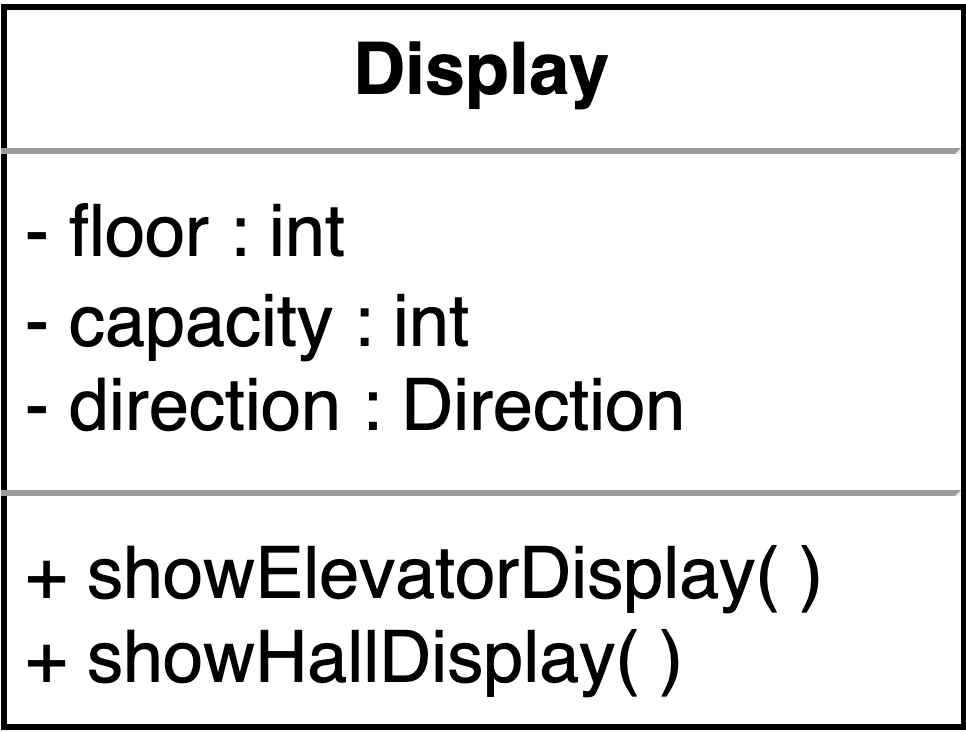 Display
- floor : int
- capacity : int
- direction : Direction
+ showElevatorDisplay( )
+ showHallDisplay( )